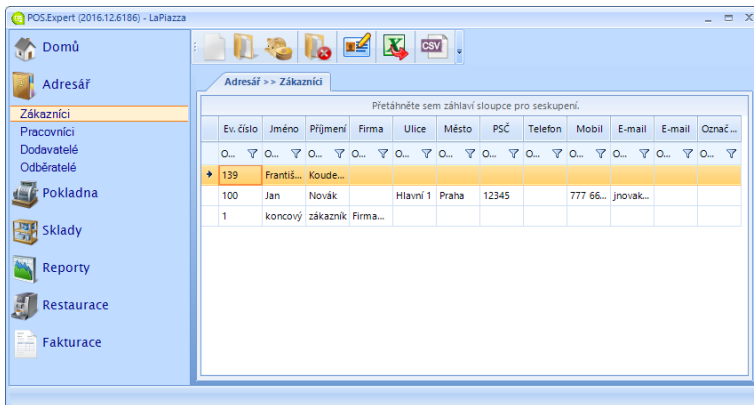 POS.Expert (2016.12.6186) - LaPiazza
Domů
Adresář
Zákazníci
Pracovníci
Dodavatelé
Odběratelé
Pokladna
Sklady
Reporty
Restaurace
Fakturace
CSV
Adresář >> Zákazníci
Přetáhněte sem záhlaví sloupce pro seskupení.
Ev. číslo Jméno Příjmení Firma Ulice Město PSČ Telefon Mobil E-mail E-mail Označ...
O... O... O... O... O... O... O... O... O... O... O... O...
139 Františ... Koude...
100 Jan Novák Hlavní 1 Praha 12345 777 66... jnovak...
1 koncový zákazník Firma...